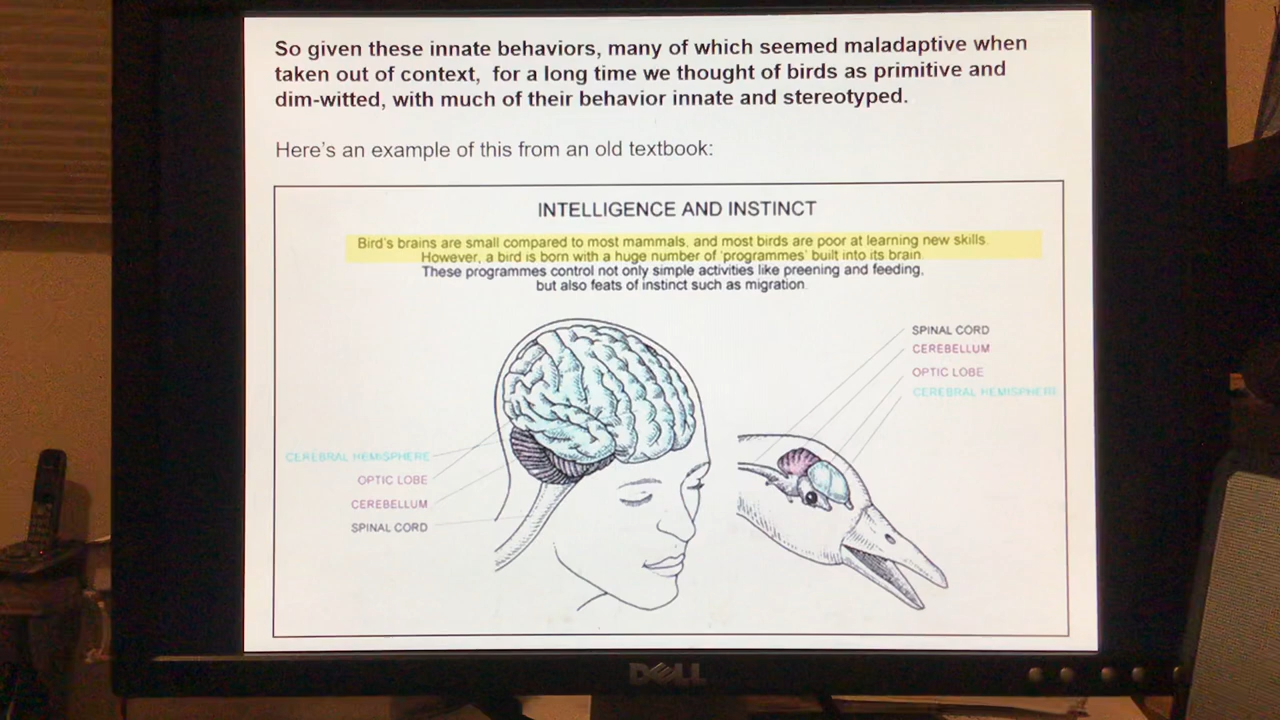 So given these innate behaviors, many of which seemed maladaptive when
taken out of context, for a long time we thought of birds as primitive and
dim-witted, with much of their behavior innate and stereotyped.
Here's an example of this from an old textbook:
INTELLIGENCE AND INSTINCT
Bird's brains are small compared to most mammals, and most birds are poor at learning new skills.
However, a bird is born with a huge number of 'programmes' built into its brain.
These programmes control not only simple activities like preening and feeding,
but also feats of instinct such as migration.
CEREBRAL HEMISPHERE
OPTIC LOBE
CEREBELLUM
SPINAL CORD
SPINAL CORD
CEREBELLUM
OPTIC LOBE
CEREBRAL HEMISPHERE
DELL